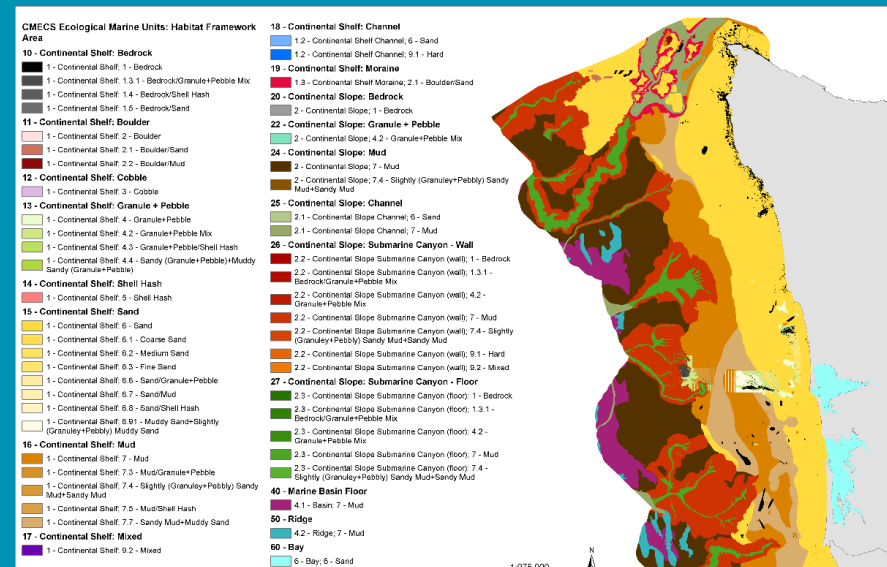 CMECS Ecological Marine Units: Habitat Framework
Area
10 - Continental Shelf: Bedrock
1 - Continental Shelf; 1 - Bedrock
1 - Continental Shelf; 1.3.1 - Bedrock/Granule+Pebble Mix
1 - Continental Shelf; 1.4 - Bedrock/Shell Hash
1 - Continental Shelf; 1.5 - Bedrock/Sand
11 - Continental Shelf: Boulder
1 - Continental Shelf; 2 - Boulder
1 - Continental Shelf; 2.1 - Boulder/Sand
1 - Continental Shelf; 2.2 - Boulder/Mud
12 - Continental Shelf: Cobble
1 - Continental Shelf; 3 - Cobble
13 - Continental Shelf: Granule + Pebble
1 - Continental Shelf; 4 - Granule+Pebble
1 - Continental Shelf; 4.2 - Granule+Pebble Mix
1 - Continental Shelf; 4.3 - Granule+Pebble/Shell Hash
1 - Continental Shelf; 4.4 - Sandy (Granule+Pebble)+Muddy
Sandy (Granule+Pebble)
14 - Continental Shelf: Shell Hash
1 - Continental Shelf; 5 - Shell Hash
15 - Continental Shelf: Sand
1 - Continental Shelf; 6 - Sand
1 - Continental Shelf; 6.1 - Coarse Sand
1 - Continental Shelf; 6.2 - Medium Sand
1 - Continental Shelf; 6.3 - Fine Sand
1 - Continental Shelf; 6.5 - Sand/Granule+Pebble
1 - Continental Shelf; 6.7 - Sand/Mud
1 - Continental Shelf; 6.8 - Sand/Shell Hash
1 - Continental Shelf; 6.91 - Muddy Sand+Slightly
(Granuley+Pebbly) Muddy Sand
16 - Continental Shelf: Mud
1 - Continental Shelf; 7 - Mud
1 - Continental Shelf; 7.3 - Mud/Granule+Pebble
1 - Continental Shelf; 7.4 - Slightly (Granuley+Pebbly) Sandy
Mud+Sandy Mud
1 - Continental Shelf; 7.5 - Mud/Shell Hash
1 - Continental Shelf; 7.7 - Sandy Mud+Muddy Sand
17 - Continental Shelf: Mixed
1 - Continental Shelf; 9.2 - Mixed
18 - Continental Shelf: Channel
1.2 - Continental Shelf Channel; 6 - Sand
1.2 - Continental Shelf Channel; 9.1 - Hard
19 - Continental Shelf: Moraine
1.3 - Continental Shelf Moraine; 2.1 - Boulder/Sand
20 - Continental Slope: Bedrock
2 - Continental Slope; 1 - Bedrock
22 - Continental Slope: Granule + Pebble
2 - Continental Slope; 4.2 - Granule+Pebble Mix
24 - Continental Slope: Mud
2 - Continental Slope; 7 - Mud
2 - Continental Slope; 7.4 - Slightly (Granuley+Pebbly) Sandy
Mud+Sandy Mud
25 - Continental Slope: Channel
2.1 - Continental Slope Channel; 6 - Sand
2.1 - Continental Slope Channel; 7 - Mud
26 - Continental Slope: Submarine Canyon - Wall
2.2 - Continental Slope Submarine Canyon (wall); 1 - Bedrock
2.2 - Continental Slope Submarine Canyon (wall); 1.3.1 -
Bedrock/Granule+Pebble Mix
2.2 - Continental Slope Submarine Canyon (wall); 4.2 -
Granule+Pebble Mix
2.2 - Continental Slope Submarine Canyon (wall); 7 - Mud
2.2 - Continental Slope Submarine Canyon (wall); 7.4 - Slightly
(Granuley+Pebbly) Sandy Mud+Sandy Mud
2.2 - Continental Slope Submarine Canyon (wall); 9.1 - Hard
2.2 - Continental Slope Submarine Canyon (wall); 9.2 - Mixed
27 - Continental Slope: Submarine Canyon - Floor
2.3 - Continental Slope Submarine Canyon (floor); 1 - Bedrock
2.3 - Continental Slope Submarine Canyon (floor); 1.3.1 -
Bedrock/Granule+Pebble Mix
2.3 - Continental Slope Submarine Canyon (floor); 4.2 -
Granule+Pebble Mix
2.3 - Continental Slope Submarine Canyon (floor); 7 - Mud
2.3 - Continental Slope Submarine Canyon (floor); 7.4 -
Slightly (Granuley+Pebbly) Sandy Mud+Sandy Mud
40 - Marine Basin Floor
4.1 - Basin; 7 - Mud
50 - Ridge
4.2 - Ridge; 7 - Mud
60 - Bay
6 - Bay; 6 - Sand
N
1:975,000